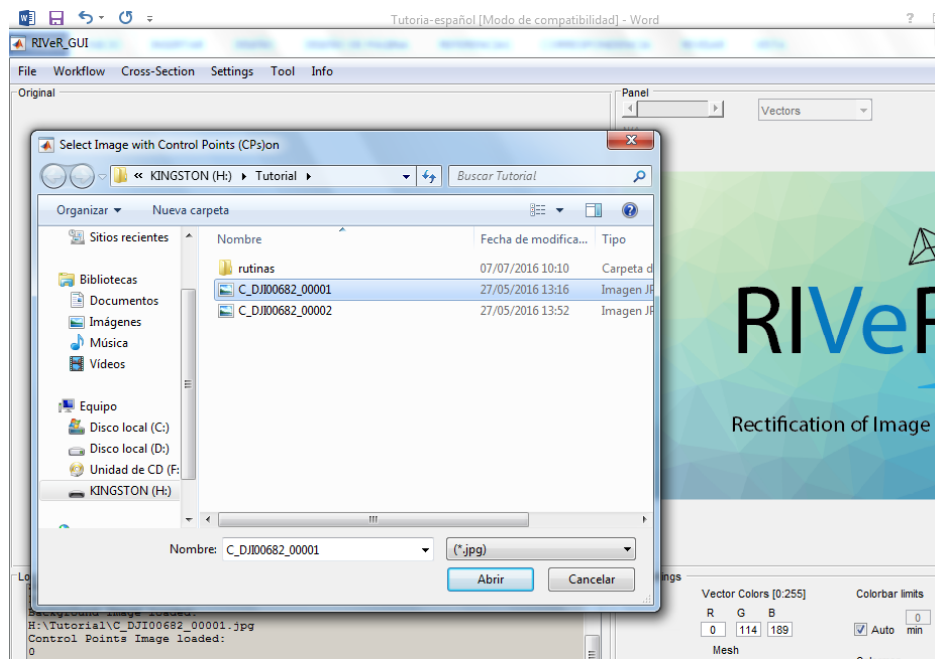 Tutoria-español [Modo de compatibilidad] - Word
?
RIVeR_GUI
File Workflow Cross-Section Settings Tool Info
Original
Panel
Vectors
Select Image with Control Points (CPs)on
« KINGSTON (H:) Tutorial
Buscar Tutorial
Organizar
Nueva carpeta
Sitios recientes
Bibliotecas
Documentos
Imágenes
Música
Vídeos
Equipo
Disco local (C:)
Disco local (D:)
Unidad de CD (F:
KINGSTON (H:)
Nombre Fecha de modifica... Tipo
rutinas 07/07/2016 10:10 Carpeta d
C_DJI00682_00001 27/05/2016 13:16 Imagen JP
C_DJI00682_00002 27/05/2016 13:52 Imagen JP
Nombre: C_DJI00682_00001 (*.jpg)
Abrir Cancelar
RIVeR
Rectification of Image
Lo
Background image loaded:
H:\Tutorial\C_DJI00682_00001.jpg
Control Points Image loaded:
0
ings
Vector Colors [0:255] Colorbar limits
R G B
0 114 189
Auto min 0
Mesh